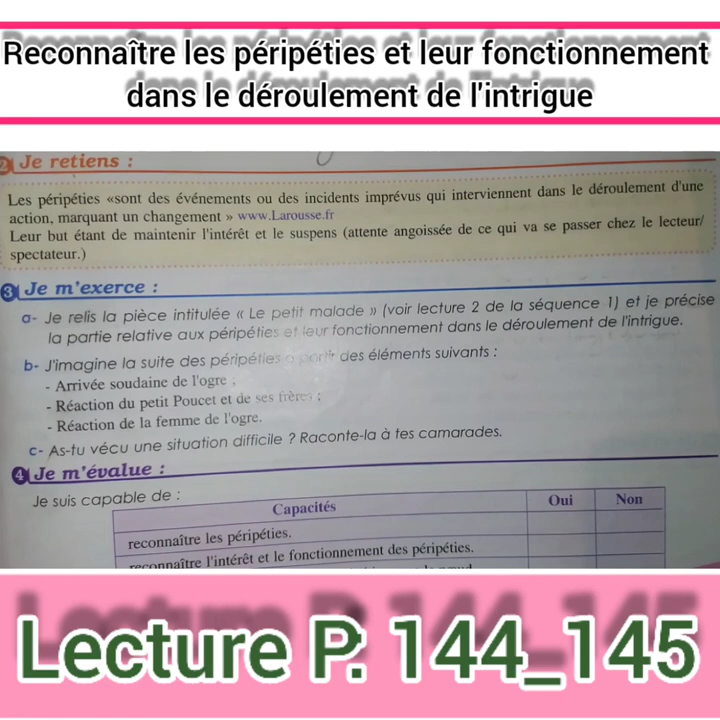 Reconnaître les péripéties et leur fonctionnement
dans le déroulement de l'intrigue
2 Je retiens :
Les péripéties «sont des événements ou des incidents imprévus qui interviennent dans le déroulement d'une
action, marquant un changement » www.Larousse.fr
Leur but étant de maintenir l'intérêt et le suspens (attente angoissée de ce qui va se passer chez le lecteur/
spectateur.)
3 Je m'exerce :
a- Je relis la pièce intitulée « Le petit malade » (voir lecture 2 de la séquence 1) et je précise
la partie relative aux péripéties et leur fonctionnement dans le déroulement de l'intrigue.
b- J'imagine la suite des péripéties à partir des éléments suivants :
- Arrivée soudaine de l'ogre ;
- Réaction du petit Poucet et de ses frères ;
- Réaction de la femme de l'ogre.
c- As-tu vécu une situation difficile ? Raconte-la à tes camarades.
4 Je m'évalue :
Je suis capable de :
Capacités Oui Non
reconnaître les péripéties.
reconnaître l'intérêt et le fonctionnement des péripéties.
Lecture P. 144_145